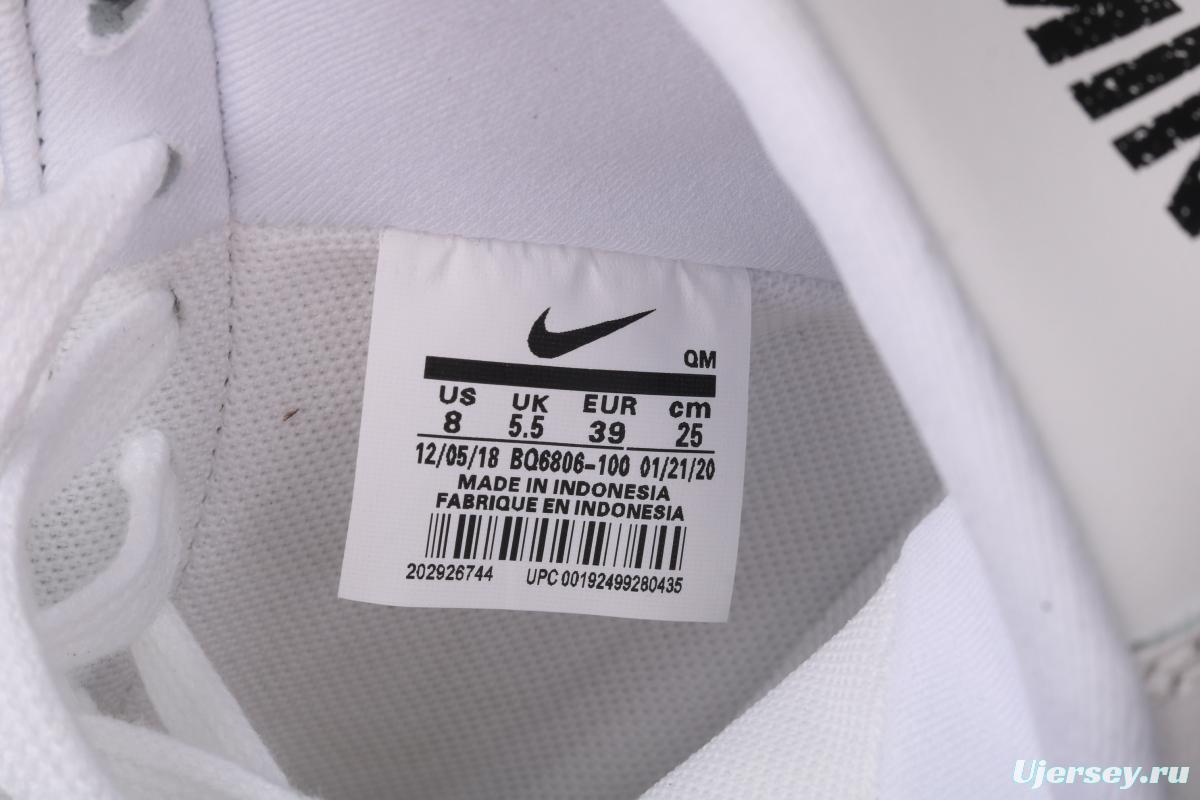 QM
US UK EUR cm
8 5.5 39 25
12/05/18 BQ6806-100 01/21/20
MADE IN INDONESIA
FABRIQUE EN INDONESIA
202926744 UPC 00192499280435
Ujersey.ru